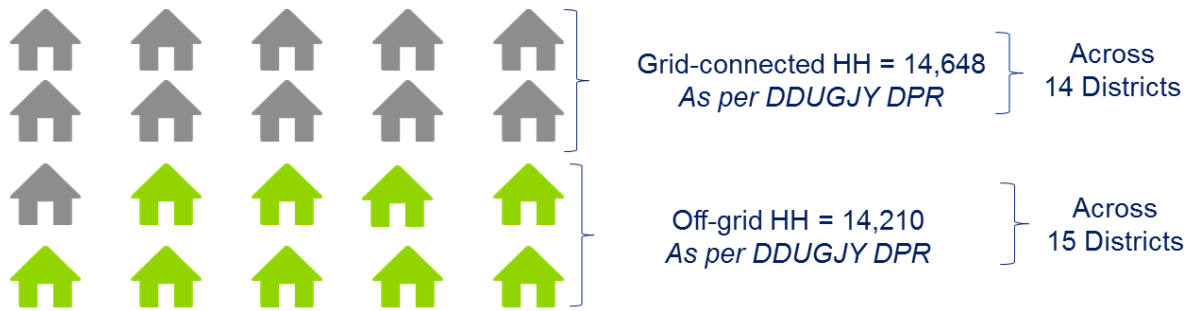 Grid-connected HH = 14,648
As per DDUGJY DPR
Across
14 Districts
Off-grid HH = 14,210
As per DDUGJY DPR
Across
15 Districts